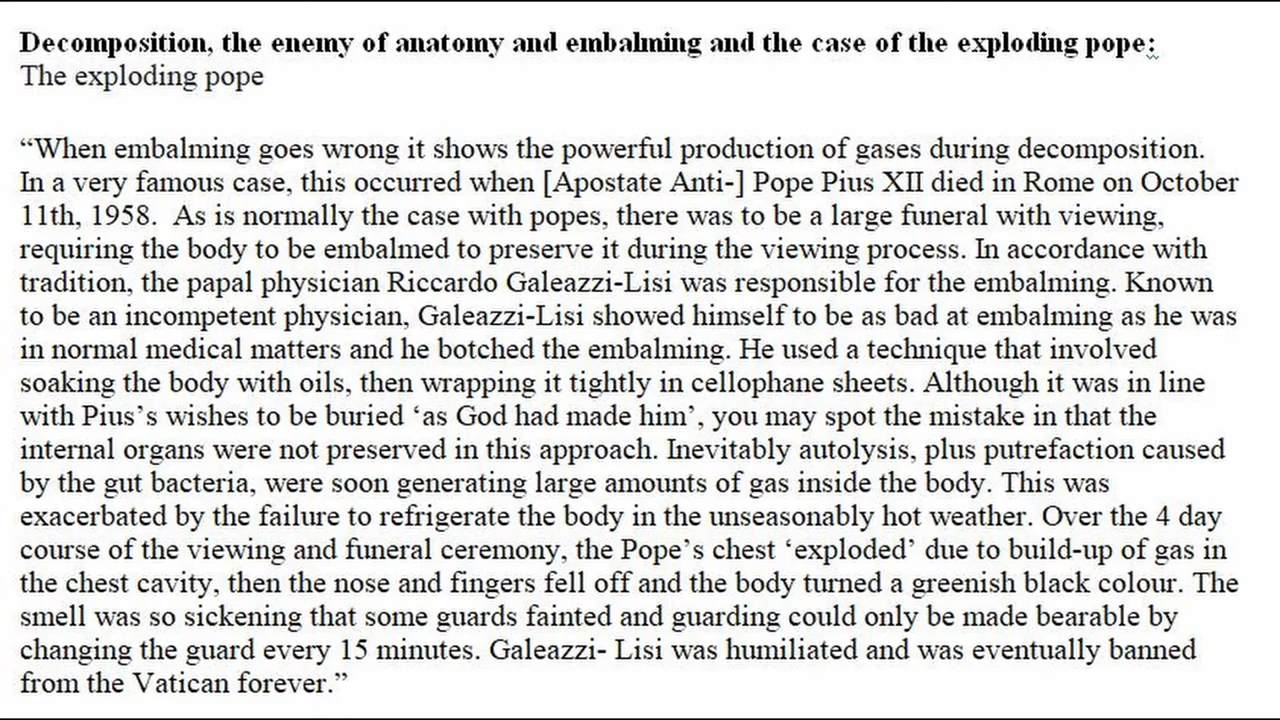 Decomposition, the enemy of anatomy and embalming and the case of the exploding pope:
The exploding pope
“When embalming goes wrong it shows the powerful production of gases during decomposition.
In a very famous case, this occurred when [Apostate Anti-] Pope Pius XII died in Rome on October
11th, 1958.  As is normally the case with popes, there was to be a large funeral with viewing,
requiring the body to be embalmed to preserve it during the viewing process. In accordance with
tradition, the papal physician Riccardo Galeazzi-Lisi was responsible for the embalming. Known
to be an incompetent physician, Galeazzi-Lisi showed himself to be as bad at embalming as he was
in normal medical matters and he botched the embalming. He used a technique that involved
soaking the body with oils, then wrapping it tightly in cellophane sheets. Although it was in line
with Pius’s wishes to be buried ‘as God had made him’, you may spot the mistake in that the
internal organs were not preserved in this approach. Inevitably autolysis, plus putrefaction caused
by the gut bacteria, were soon generating large amounts of gas inside the body. This was
exacerbated by the failure to refrigerate the body in the unseasonably hot weather. Over the 4 day
course of the viewing and funeral ceremony, the Pope’s chest ‘exploded’ due to build-up of gas in
the chest cavity, then the nose and fingers fell off and the body turned a greenish black colour. The
smell was so sickening that some guards fainted and guarding could only be made bearable by
changing the guard every 15 minutes. Galeazzi- Lisi was humiliated and was eventually banned
from the Vatican forever.”